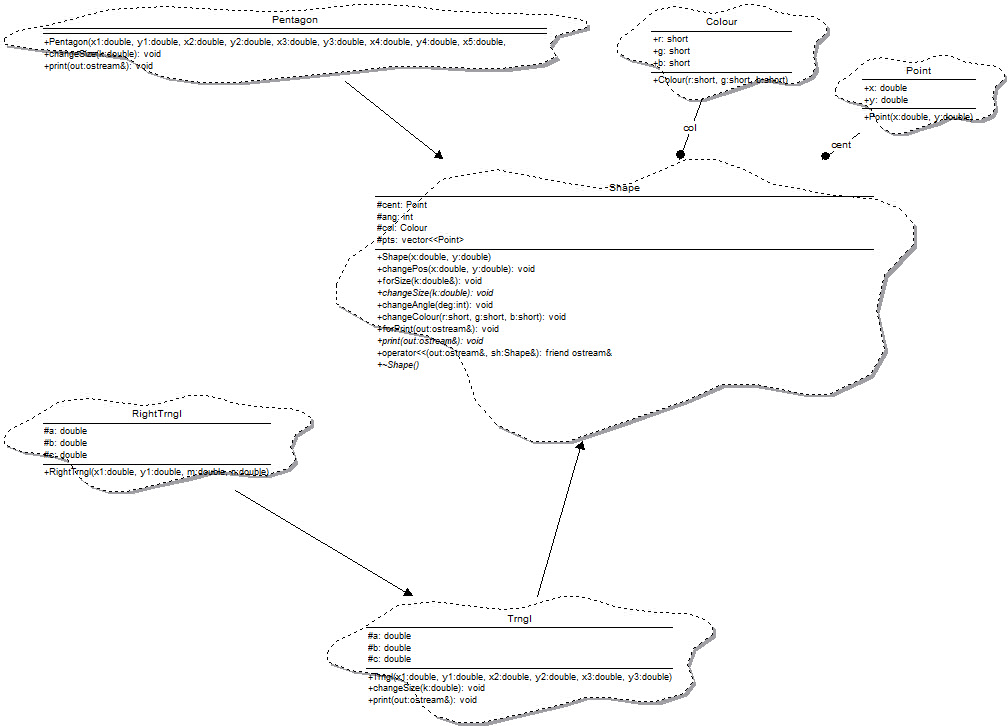 Pentagon
+Pentagon(x1:double, y1:double, x2:double, y2:double, x3:double, y3:double, x4:double, y4:double, x5:double,
+changeSize(k:double): void
+print(out:ostream&): void
Colour
+r: short
+g: short
+b: short
+Colour(r:short, g:short, b:short)
Point
+x: double
+y: double
+Point(x:double, y:double)
col
cent
Shape
#cent: Point
#ang: int
#col: Colour
#pts: vector<<Point>
+Shape(x:double, y:double)
+changePos(x:double, y:double): void
+forSize(k:double&): void
+changeSize(k:double): void
+changeAngle(deg:int): void
+changeColour(r:short, g:short, b:short): void
+forPrint(out:ostream&): void
+print(out:ostream&): void
+operator<<(out:ostream&, sh:Shape&): friend ostream&
+~Shape()
RightTrngl
#a: double
#b: double
#c: double
+RightTrngl(x1:double, y1:double, m:double, n:double)
Trngl
#a: double
#b: double
#c: double
+Trngl(x1:double, y1:double, x2:double, y2:double, x3:double, y3:double)
+changeSize(k:double): void
+print(out:ostream&): void